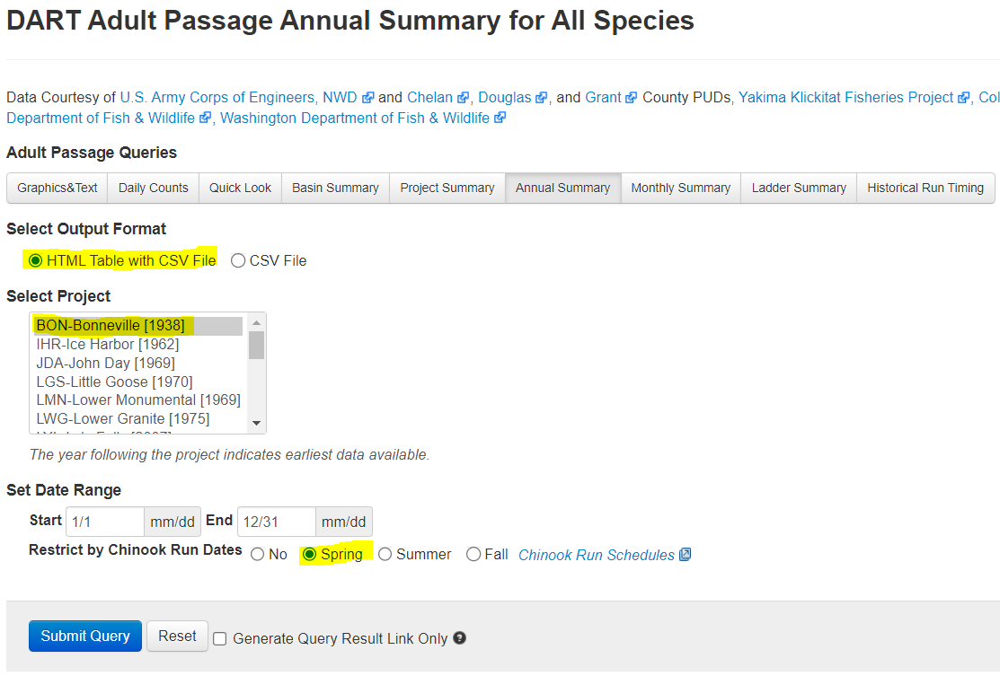 DART Adult Passage Annual Summary for All Species
Data Courtesy of U.S. Army Corps of Engineers, NWD and Chelan, Douglas, and Grant County PUDs, Yakima Klickitat Fisheries Project, Col
Department of Fish & Wildlife, Washington Department of Fish & Wildlife
Adult Passage Queries
Graphics&Text Daily Counts Quick Look Basin Summary Project Summary Annual Summary Monthly Summary Ladder Summary Historical Run Timing
Select Output Format
HTML Table with CSV File CSV File
Select Project
BON-Bonneville [1938]
IHR-Ice Harbor [1962]
JDA-John Day [1969]
LGS-Little Goose [1970]
LMN-Lower Monumental [1969]
LWG-Lower Granite [1975]
The year following the project indicates earliest data available.
Set Date Range
Start 1/1 mm/dd End 12/31 mm/dd
Restrict by Chinook Run Dates No Spring Summer Fall Chinook Run Schedules
Submit Query Reset Generate Query Result Link Only ?